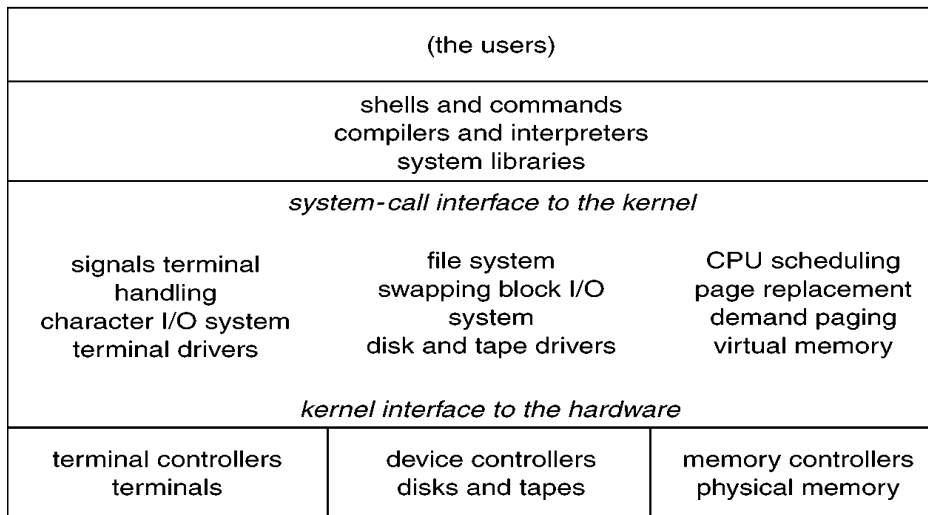 (the users)
shells and commands
compilers and interpreters
system libraries
system-call interface to the kernel
signals terminal
handling
character I/O system
terminal drivers
file system
swapping block I/O
system
disk and tape drivers
CPU scheduling
page replacement
demand paging
virtual memory
kernel interface to the hardware
terminal controllers
terminals
device controllers
disks and tapes
memory controllers
physical memory